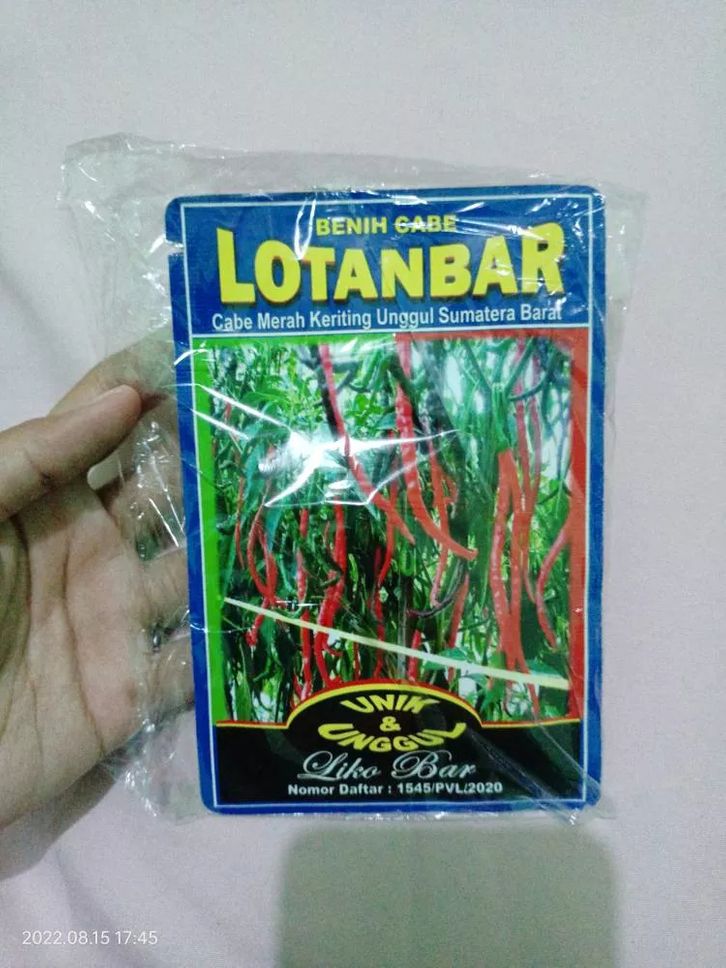 BENIH CABE
LOTANBAR
Cabe Merah Keriting Unggul Sumatera Barat
UNIK
&
UNGGUL
Liko Bar
Nomor Daftar : 1545/PVL/2020
2022.08.15 17:45